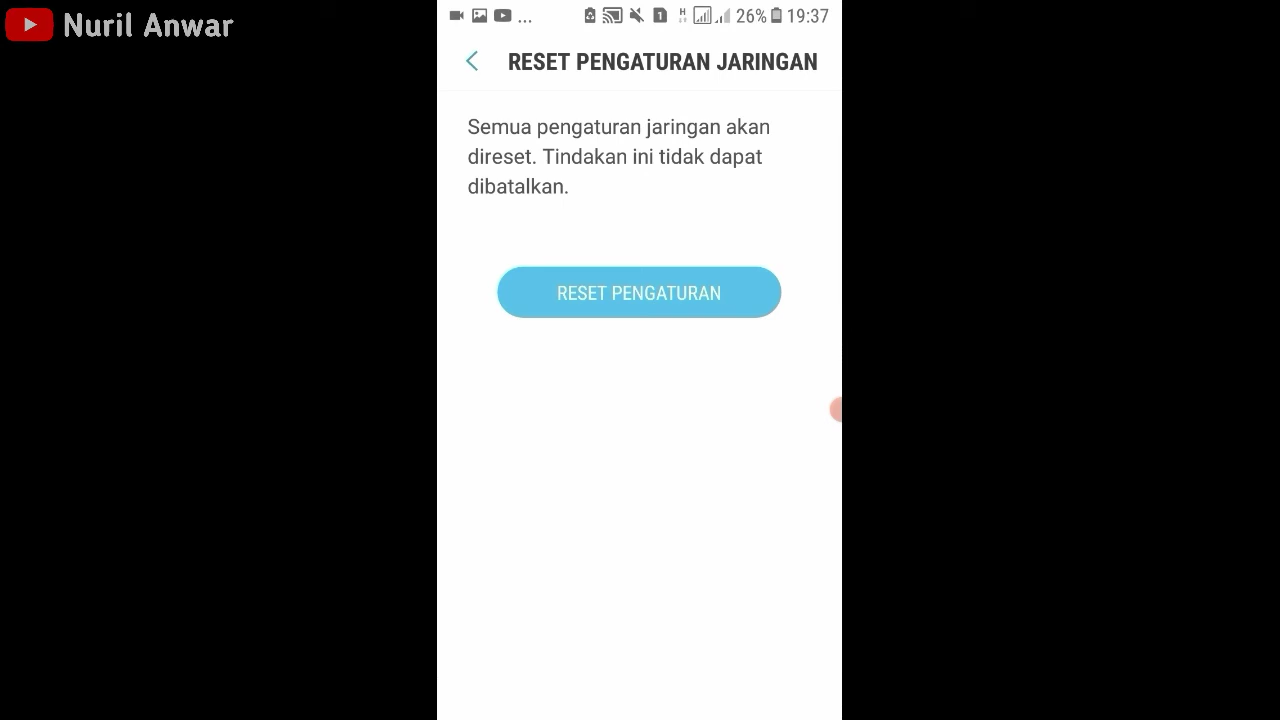 Nuril Anwar
... 1 H 26% 19:37
RESET PENGATURAN JARINGAN
Semua pengaturan jaringan akan
direset. Tindakan ini tidak dapat
dibatalkan.
RESET PENGATURAN